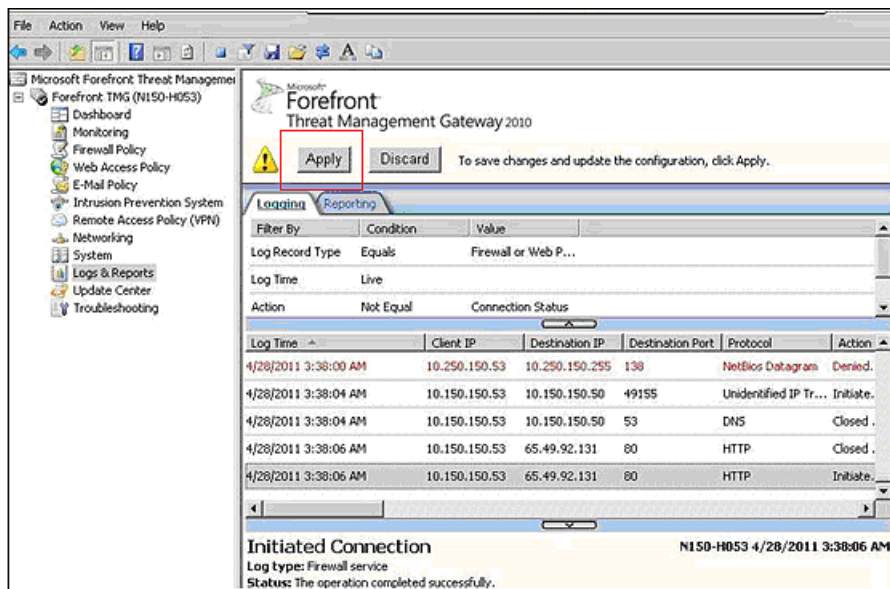 File Action View Help
Microsoft Forefront Threat Managemen
Forefront TMG (N150-H053)
Dashboard
Monitoring
Firewall Policy
Web Access Policy
E-Mail Policy
Intrusion Prevention System
Remote Access Policy (VPN)
Networking
System
Logs & Reports
Update Center
Troubleshooting
Microsoft
Forefront
Threat Management Gateway 2010
Apply Discard To save changes and update the configuration, click Apply.
Logging Reporting
Filter By Condition Value
Log Record Type Equals Firewall or Web P...
Log Time Live
Action Not Equal Connection Status
Log Time Client IP Destination IP Destination Port Protocol Action
4/28/2011 3:38:00 AM 10.250.150.53 10.250.150.255 138 NetBios Datagram Denied.
4/28/2011 3:38:04 AM 10.150.150.53 10.150.150.50 49155 Unidentified IP Tr... Initiate.
4/28/2011 3:38:04 AM 10.150.150.53 10.150.150.50 53 DNS Closed .
4/28/2011 3:38:06 AM 10.150.150.53 65.49.92.131 80 HTTP Closed .
4/28/2011 3:38:06 AM 10.150.150.53 65.49.92.131 80 HTTP Initiate.
Initiated Connection N150-H053 4/28/2011 3:38:06 AM
Log type: Firewall service
Status: The operation completed successfully.